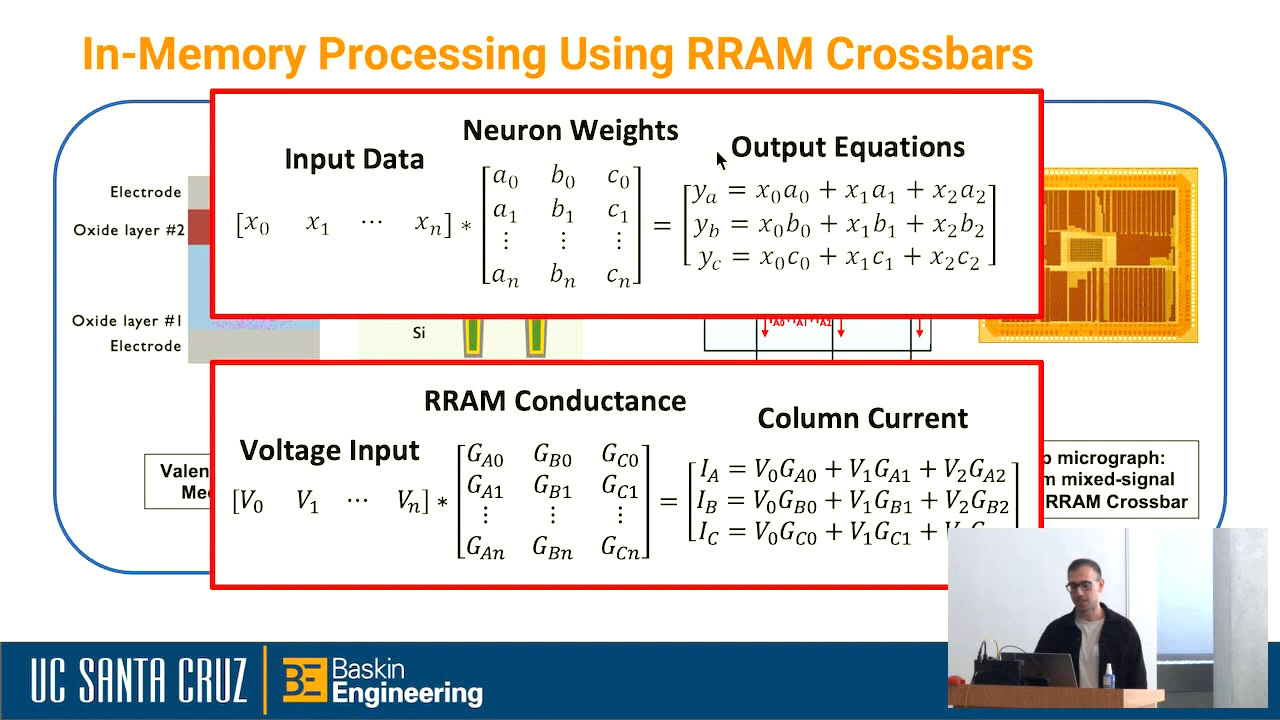 In-Memory Processing Using RRAM Crossbars
Neuron Weights
Input Data
Output Equations
[x₀ x₁ ⋯ xₙ] *
[a₀ b₀ c₀
a₁ b₁ c₁
⋮ ⋮ ⋮
aₙ bₙ cₙ]
=
[yₐ = x₀a₀ + x₁a₁ + x₂a₂
y_b = x₀b₀ + x₁b₁ + x₂b₂
y_c = x₀c₀ + x₁c₁ + x₂c₂]
Electrode
Oxide layer #2
Oxide layer #1
Electrode
Si
A0 A1 A2
RRAM Conductance
Column Current
Voltage Input
[V₀ V₁ ⋯ Vₙ] *
[G_A0 G_B0 G_C0
G_A1 G_B1 G_C1
⋮ ⋮ ⋮
G_An G_Bn G_Cn]
=
[I_A = V₀G_A0 + V₁G_A1 + V₂G_A2
I_B = V₀G_B0 + V₁G_B1 + V₂G_B2
I_C = V₀G_C0 + V₁G_C1 +
micrograph:
mixed-signal
RRAM Crossbar
UC SANTA CRUZ
BE Baskin
Engineering